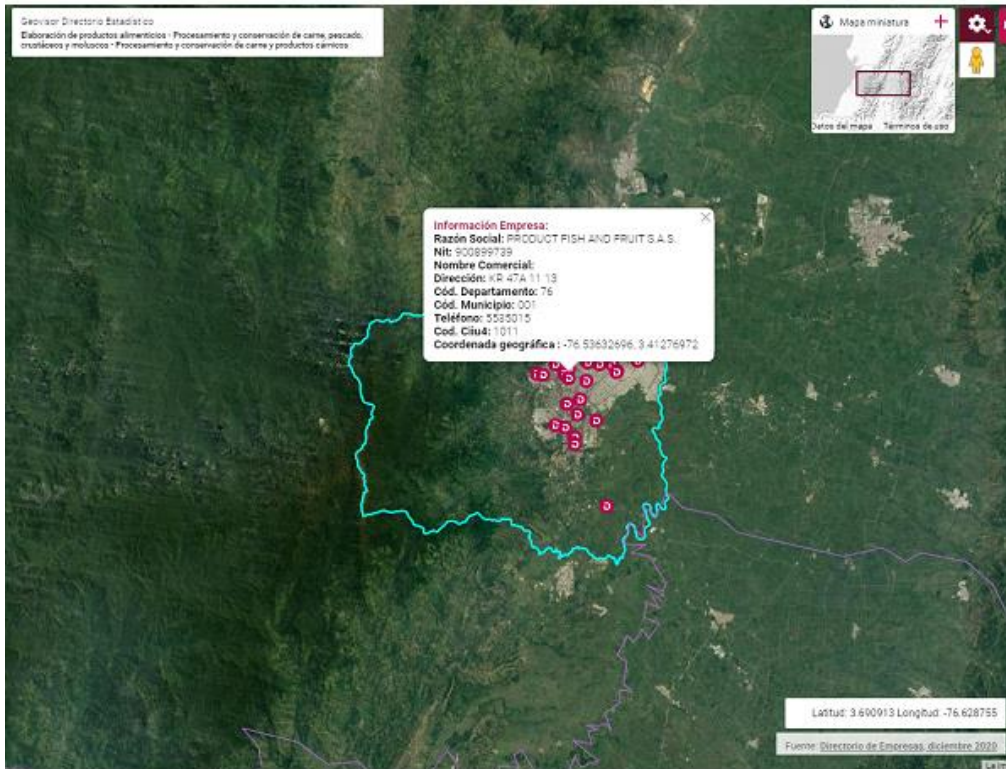 Geovisor Directorio Estadístico
Elaboración de productos alimenticios - Procesamiento y conservación de carne, pescado,
crustáceos y moluscos - Procesamiento y conservación de carne y productos cárnicos
Mapa miniatura
Datos del mapa Términos de uso
Información Empresa:
Razón Social: PRODUCT FISH AND FRUIT S.A.S.
Nit: 900899739
Nombre Comercial:
Dirección: KR 47A 11 13
Cód. Departamento: 76
Cód. Municipio: 001
Teléfono: 5585015
Cod. Ciiu4: 1011
Coordenada geográfica : -76.53632696, 3.41276972
Latitud: 3.690913 Longitud: -76.628755
Fuente: Directorio de Empresas, diciembre 2020